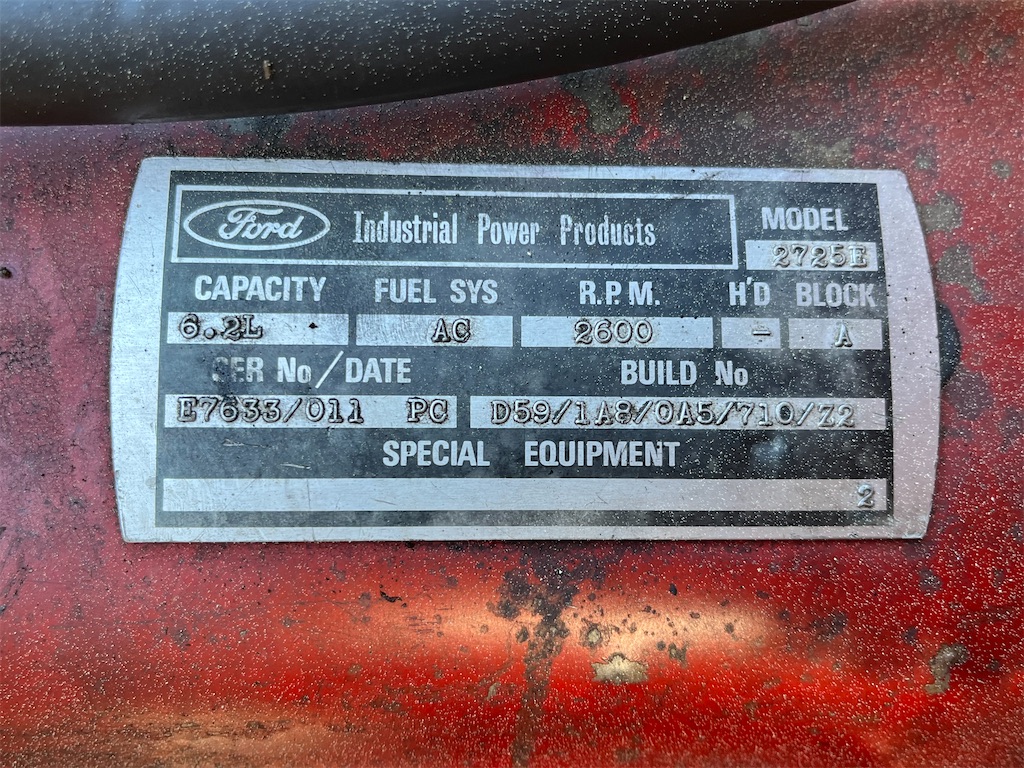 Ford Industrial Power Products MODEL
2725E
CAPACITY FUEL SYS R.P.M. H'D BLOCK
6.2L AC 2600 - A
SER No/DATE BUILD No
E7633/011 PC D59/1A8/0A5/710/Z2
SPECIAL EQUIPMENT
2